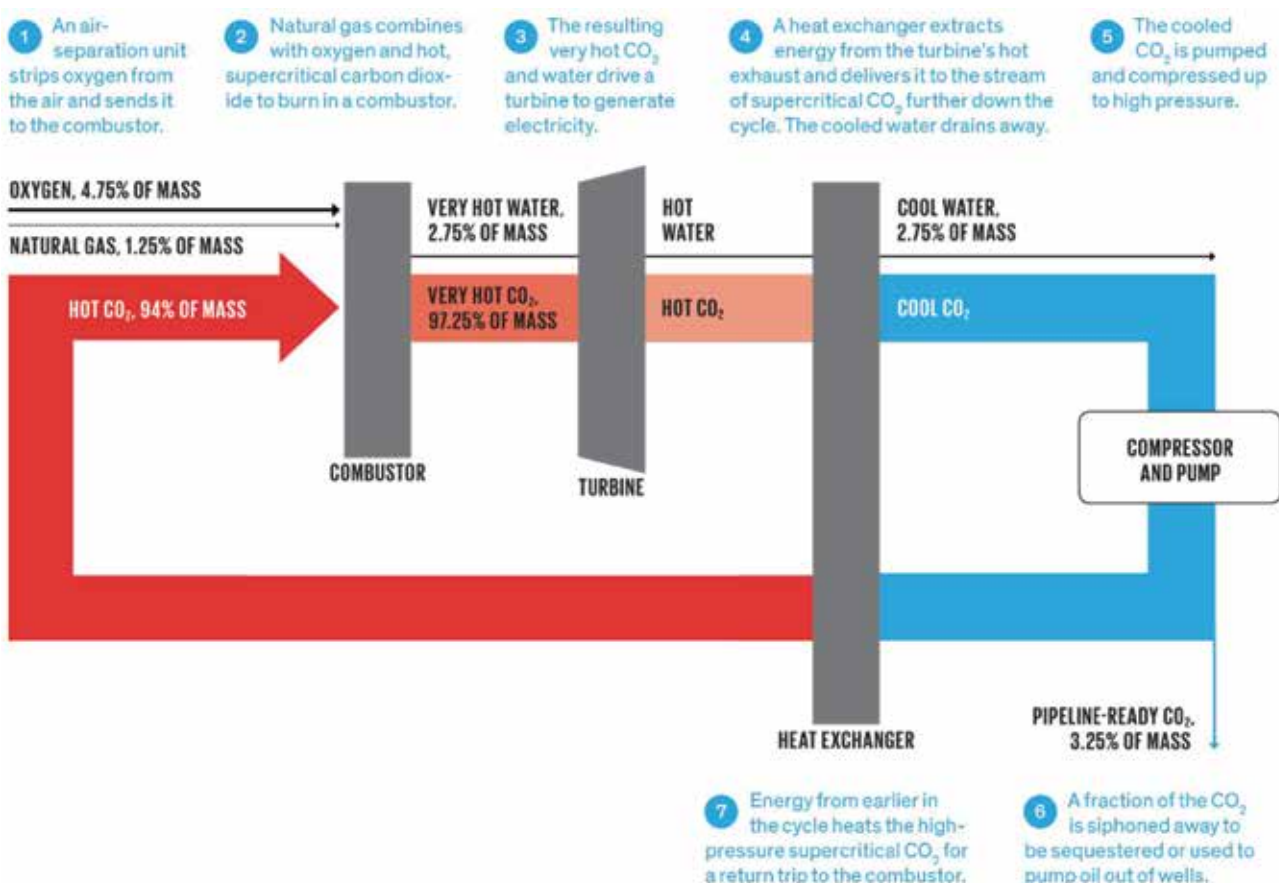 1 An air-
separation unit
strips oxygen from
the air and sends it
to the combustor.
2 Natural gas combines
with oxygen and hot,
supercritical carbon diox-
ide to burn in a combustor.
3 The resulting
very hot CO₂
and water drive a
turbine to generate
electricity.
4 A heat exchanger extracts
energy from the turbine's hot
exhaust and delivers it to the stream
of supercritical CO₂ further down the
cycle. The cooled water drains away.
5 The cooled
CO₂ is pumped
and compressed up
to high pressure.
OXYGEN, 4.75% OF MASS
NATURAL GAS, 1.25% OF MASS
HOT CO₂, 94% OF MASS
COMBUSTOR
VERY HOT WATER,
2.75% OF MASS
VERY HOT CO₂,
97.25% OF MASS
TURBINE
HOT
WATER
HOT CO₂
HEAT EXCHANGER
COOL WATER,
2.75% OF MASS
COOL CO₂
COMPRESSOR
AND PUMP
PIPELINE-READY CO₂,
3.25% OF MASS
7 Energy from earlier in
the cycle heats the high-
pressure supercritical CO₂ for
a return trip to the combustor.
6 A fraction of the CO₂
is siphoned away to
be sequestered or used to
pump oil out of wells.